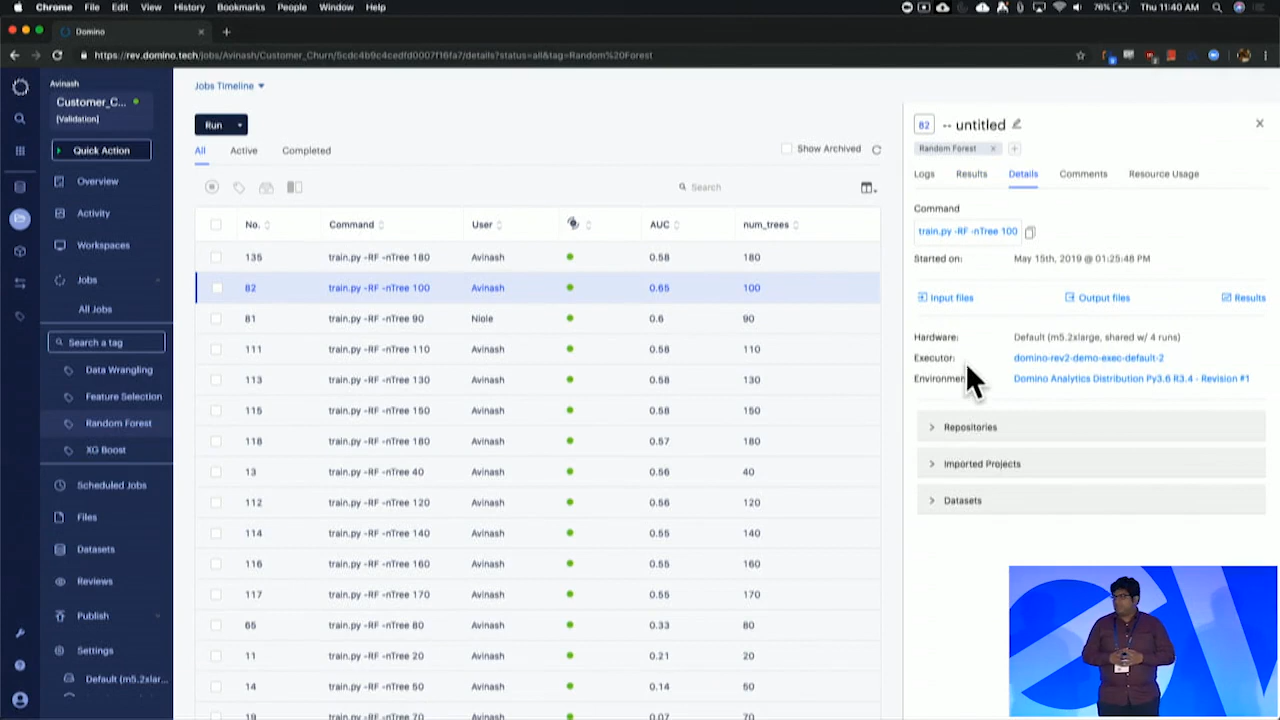 Chrome File Edit View History Bookmarks People Window Help 76% Thu 11:40 AM
Domino
https://rev.domino.tech/jobs/Avinash/Customer_Churn/5cdc4b9c4cedfd0007f16fa7/details?status=all&tag=Random%20Forest
Avinash
Customer_C...
[Validation]
Quick Action
Overview
Activity
Workspaces
Jobs
All Jobs
Search a tag
Data Wrangling
Feature Selection
Random Forest
XG Boost
Scheduled Jobs
Files
Datasets
Reviews
Publish
Settings
Default (m5.2xlar...
Jobs Timeline
Run
All Active Completed
Show Archived
Search
No. Command User AUC num_trees
135 train.py -RF -nTree 180 Avinash 0.58 180
82 train.py -RF -nTree 100 Avinash 0.65 100
81 train.py -RF -nTree 90 Niole 0.6 90
111 train.py -RF -nTree 110 Avinash 0.58 110
113 train.py -RF -nTree 130 Avinash 0.58 130
115 train.py -RF -nTree 150 Avinash 0.58 150
118 train.py -RF -nTree 180 Avinash 0.57 180
13 train.py -RF -nTree 40 Avinash 0.56 40
112 train.py -RF -nTree 120 Avinash 0.56 120
114 train.py -RF -nTree 140 Avinash 0.55 140
116 train.py -RF -nTree 160 Avinash 0.55 160
117 train.py -RF -nTree 170 Avinash 0.55 170
65 train.py -RF -nTree 80 Avinash 0.33 80
11 train.py -RF -nTree 20 Avinash 0.21 20
14 train.py -RF -nTree 50 Avinash 0.14 50
19 train.py -RF -nTree 70 Avinash 0.07 70
82 -- untitled
Random Forest
Logs Results Details Comments Resource Usage
Command
train.py -RF -nTree 100
Started on: May 15th, 2019 @ 01:25:48 PM
Input files Output files Results
Hardware: Default (m5.2xlarge, shared w/ 4 runs)
Executor: domino-rev2-demo-exec-default-2
Environmen Domino Analytics Distribution Py3.6 R3.4 - Revision #1
Repositories
Imported Projects
Datasets